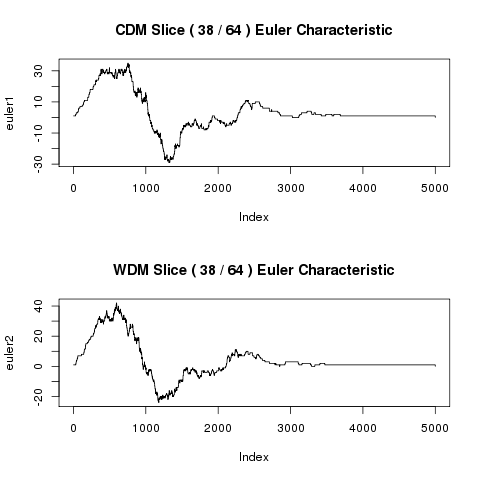 CDM Slice ( 38 / 64 ) Euler Characteristic
euler1
30
10
-10
-30
0 1000 2000 3000 4000 5000
Index
WDM Slice ( 38 / 64 ) Euler Characteristic
euler2
40
20
0
-20
0 1000 2000 3000 4000 5000
Index